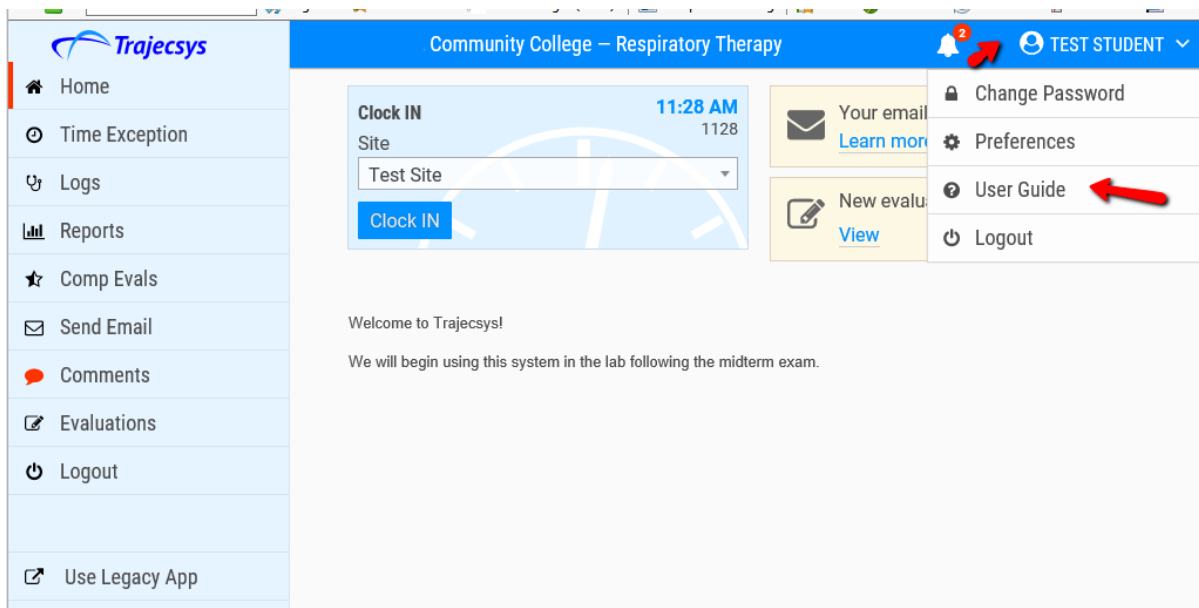 Trajecsys
Community College – Respiratory Therapy
2
TEST STUDENT
Home
Time Exception
Logs
Reports
Comp Evals
Send Email
Comments
Evaluations
Logout
Use Legacy App
Clock IN
11:28 AM
1128
Site
Test Site
Clock IN
Your email
Learn more
New evalu
View
Change Password
Preferences
User Guide
Logout
Welcome to Trajecsys!
We will begin using this system in the lab following the midterm exam.